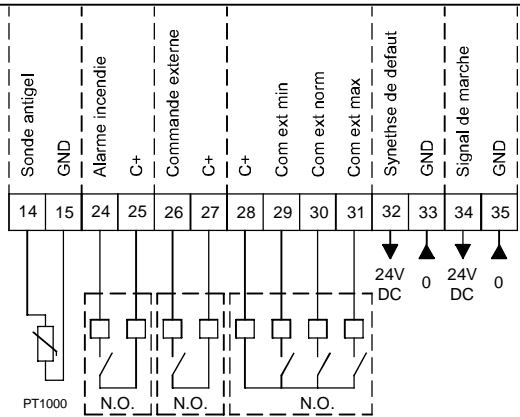 Sonde antigel
GND
Alarme incendie
C+
Commande externe
C+
C+
Com ext min
Com ext norm
Com ext max
Synethse de defaut
GND
Signal de marche
GND
14 15 24 25 26 27 28 29 30 31 32 33 34 35
24V DC
0
24V DC
0
PT1000
N.O.
N.O.
N.O.